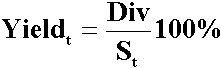 Yield_t = Div / S_t 100%